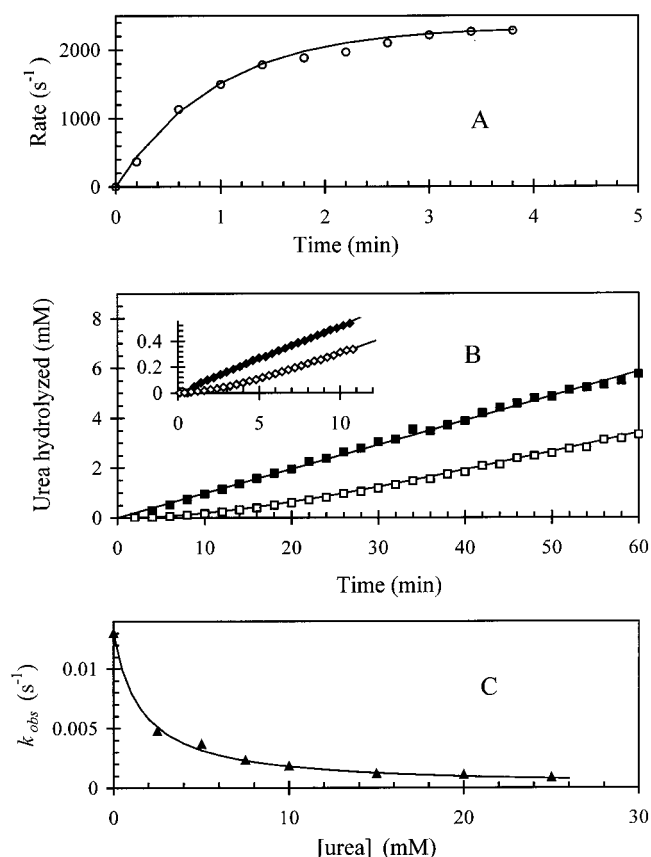 2000
1000
0
Rate (s⁻¹)
A
0 1 2 3 4 5
Time (min)
8
6
4
2
0
Urea hydrolyzed (mM)
0.4
0.2
0
0 5 10
B
0 10 20 30 40 50 60
Time (min)
0.01
0.005
0
k obs (s⁻¹)
C
0 10 20 30
[urea] (mM)